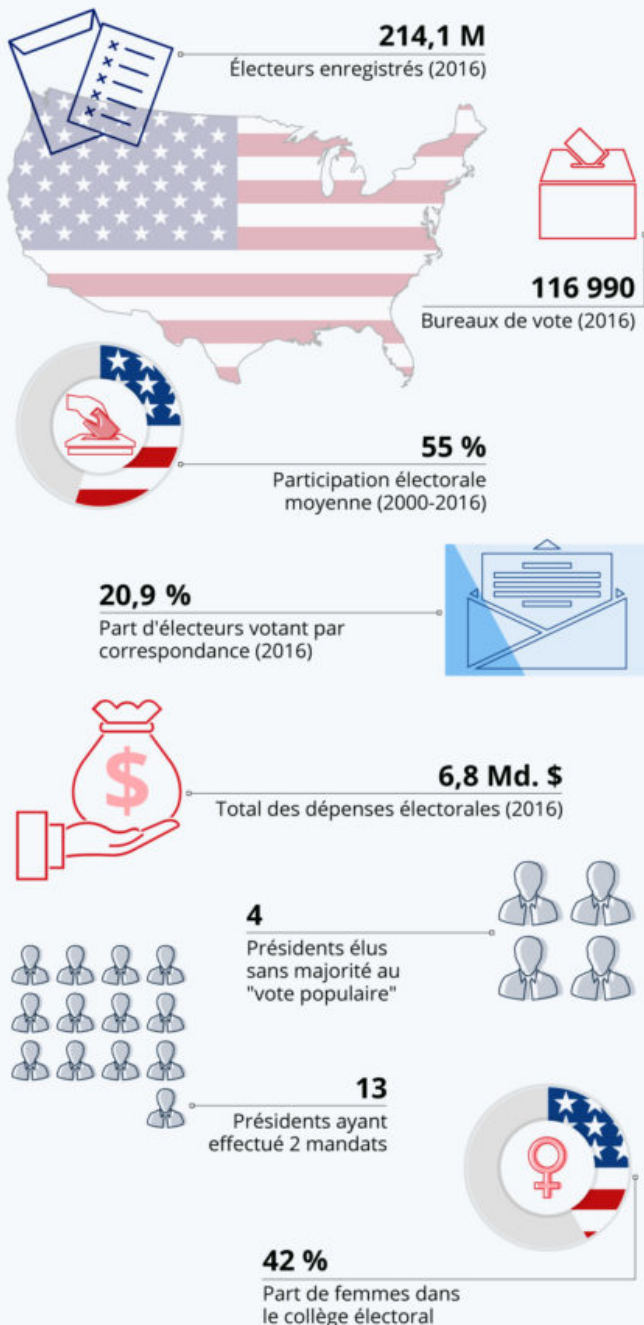 214,1 M
Électeurs enregistrés (2016)
116 990
Bureaux de vote (2016)
55 %
Participation électorale
moyenne (2000-2016)
20,9 %
Part d'électeurs votant par
correspondance (2016)
$
6,8 Md. $
Total des dépenses électorales (2016)
4
Présidents élus
sans majorité au
"vote populaire"
13
Présidents ayant
effectué 2 mandats
42 %
Part de femmes dans
le collège électoral